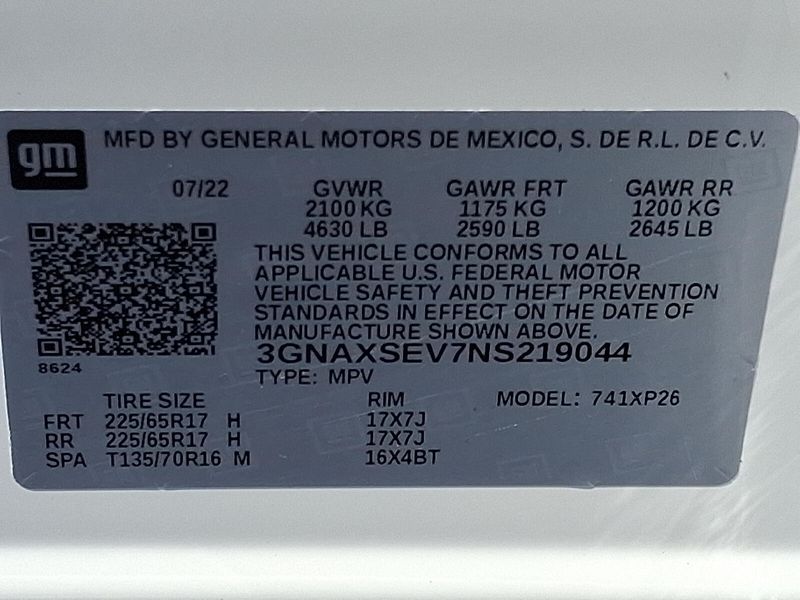 gm
MFD BY GENERAL MOTORS DE MEXICO, S. DE R.L. DE C.V.
07/22 GVWR GAWR FRT GAWR RR
2100 KG 1175 KG 1200 KG
4630 LB 2590 LB 2645 LB
THIS VEHICLE CONFORMS TO ALL
APPLICABLE U.S. FEDERAL MOTOR
VEHICLE SAFETY AND THEFT PREVENTION
STANDARDS IN EFFECT ON THE DATE OF
MANUFACTURE SHOWN ABOVE.
3GNAXSEV7NS219044
8624
TYPE: MPV
TIRE SIZE RIM MODEL: 741XP26
FRT 225/65R17 H 17X7J
RR 225/65R17 H 17X7J
SPA T135/70R16 M 16X4BT